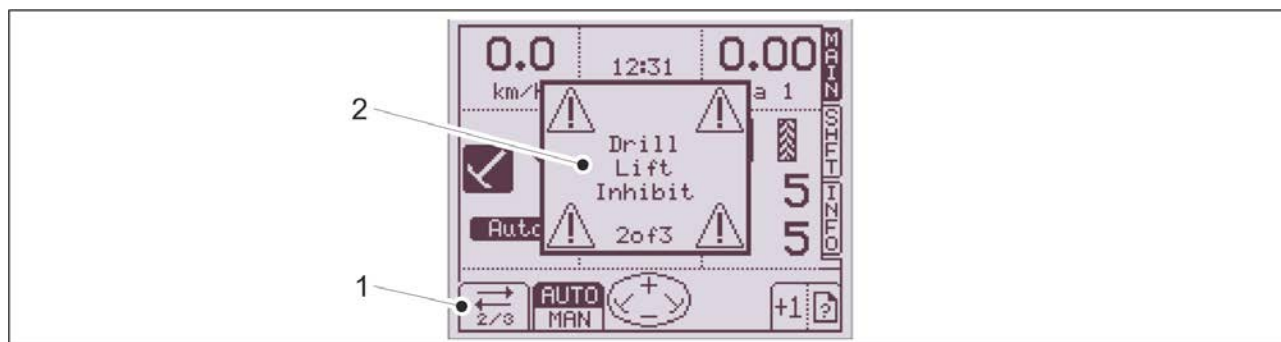 0.0
12:31
0.00
km/
a 1
MAIN
2
Drill
Lift
Inhibit
SHFT
5
Auto
2of3
5
INFO
1
2/3
AUTO
MAN
+
-
+1
?